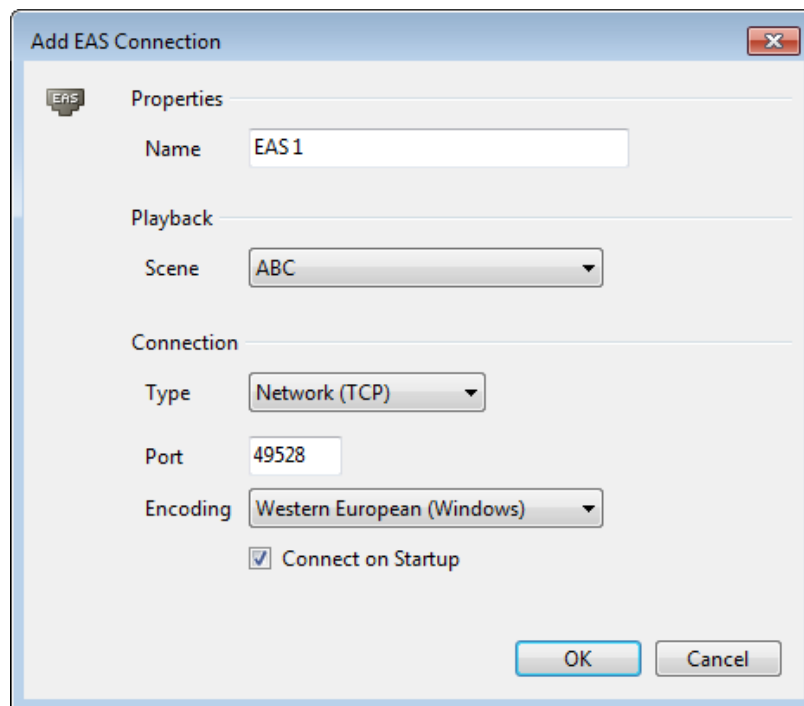 Add EAS Connection
EAS
Properties
Name EAS 1
Playback
Scene ABC
Connection
Type Network (TCP)
Port 49528
Encoding Western European (Windows)
Connect on Startup
OK Cancel